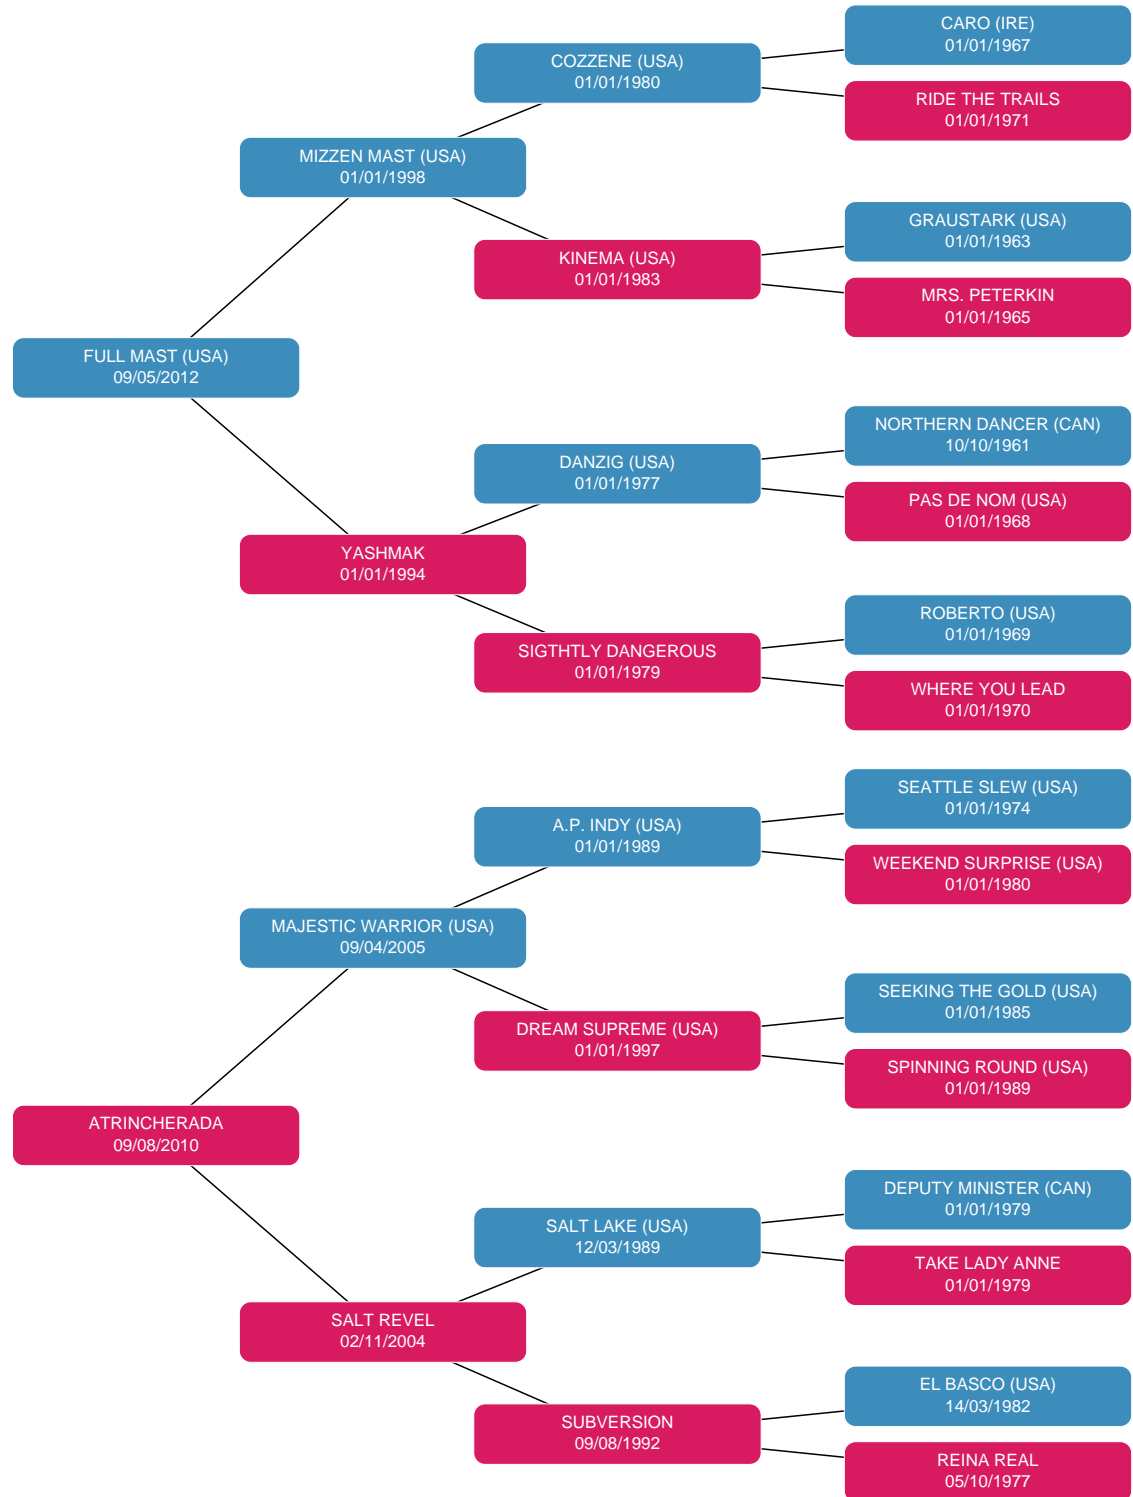 CARO (IRE)
01/01/1967
COZZENE (USA)
01/01/1980
RIDE THE TRAILS
01/01/1971
MIZZEN MAST (USA)
01/01/1998
GRAUSTARK (USA)
01/01/1963
KINEMA (USA)
01/01/1983
MRS. PETERKIN
01/01/1965
FULL MAST (USA)
09/05/2012
NORTHERN DANCER (CAN)
10/10/1961
DANZIG (USA)
01/01/1977
PAS DE NOM (USA)
01/01/1968
YASHMAK
01/01/1994
ROBERTO (USA)
01/01/1969
SIGTHTLY DANGEROUS
01/01/1979
WHERE YOU LEAD
01/01/1970
SEATTLE SLEW (USA)
01/01/1974
A.P. INDY (USA)
01/01/1989
WEEKEND SURPRISE (USA)
01/01/1980
MAJESTIC WARRIOR (USA)
09/04/2005
SEEKING THE GOLD (USA)
01/01/1985
DREAM SUPREME (USA)
01/01/1997
SPINNING ROUND (USA)
01/01/1989
ATRINCHERADA
09/08/2010
DEPUTY MINISTER (CAN)
01/01/1979
SALT LAKE (USA)
12/03/1989
TAKE LADY ANNE
01/01/1979
SALT REVEL
02/11/2004
EL BASCO (USA)
14/03/1982
SUBVERSION
09/08/1992
REINA REAL
05/10/1977